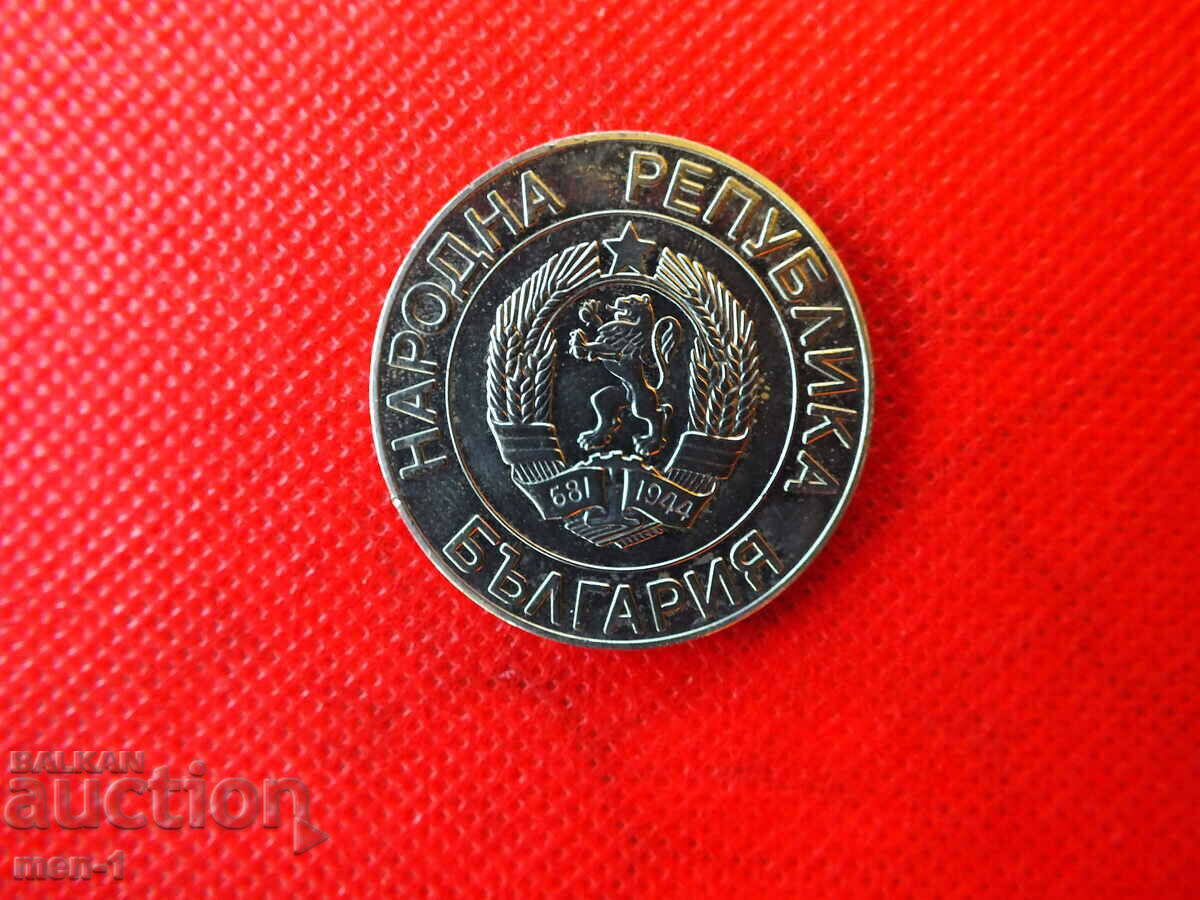 НАРОДНА РЕПУБЛИКА
БЪЛГАРИЯ
681 1944
BALKAN
auction
men-1